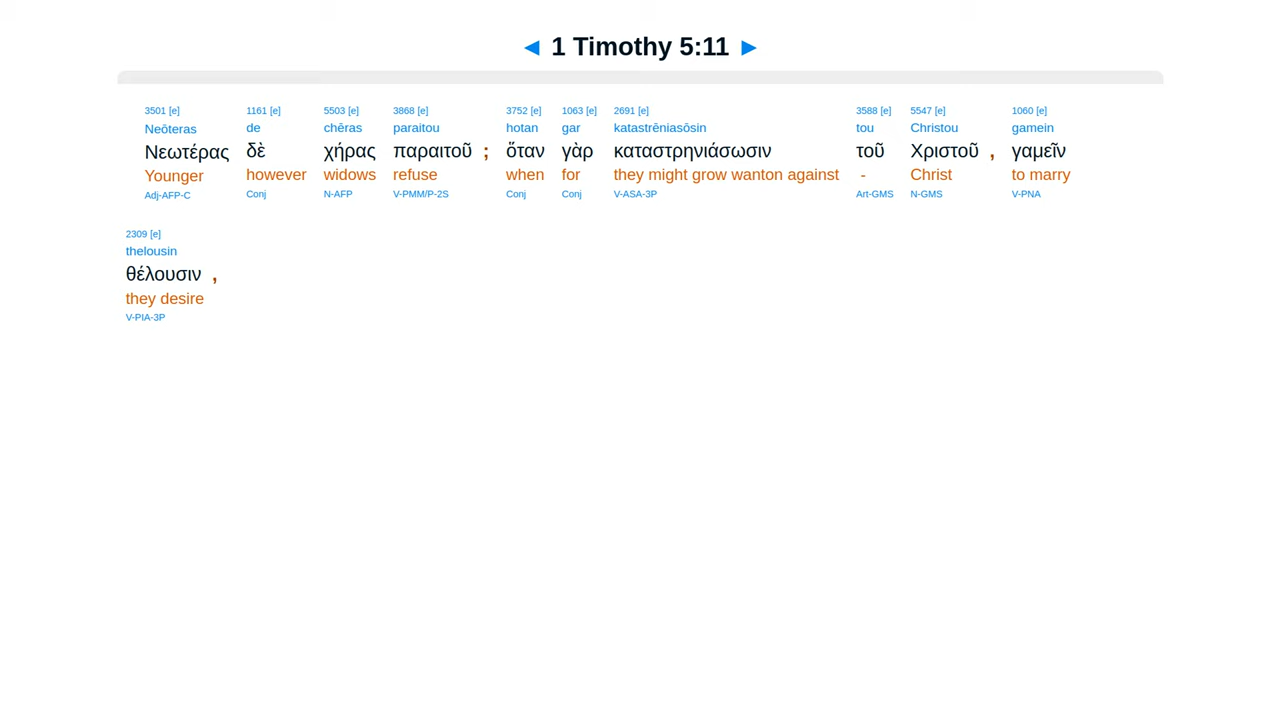 ◄ 1 Timothy 5:11 ►
3501 [e] 1161 [e] 5503 [e] 3868 [e] 3752 [e] 1063 [e] 2691 [e] 3588 [e] 5547 [e] 1060 [e]
Neōteras de chēras paraitou hotan gar katastrēniasōsin tou Christou gamein
Νεωτέρας δὲ χήρας παραιτοῦ ; ὅταν γὰρ καταστρηνιάσωσιν τοῦ Χριστοῦ , γαμεῖν
Younger however widows refuse when for they might grow wanton against - Christ to marry
Adj-AFP-C Conj N-AFP V-PMM/P-2S Conj Conj V-ASA-3P Art-GMS N-GMS V-PNA
2309 [e]
thelousin
θέλουσιν ,
they desire
V-PIA-3P